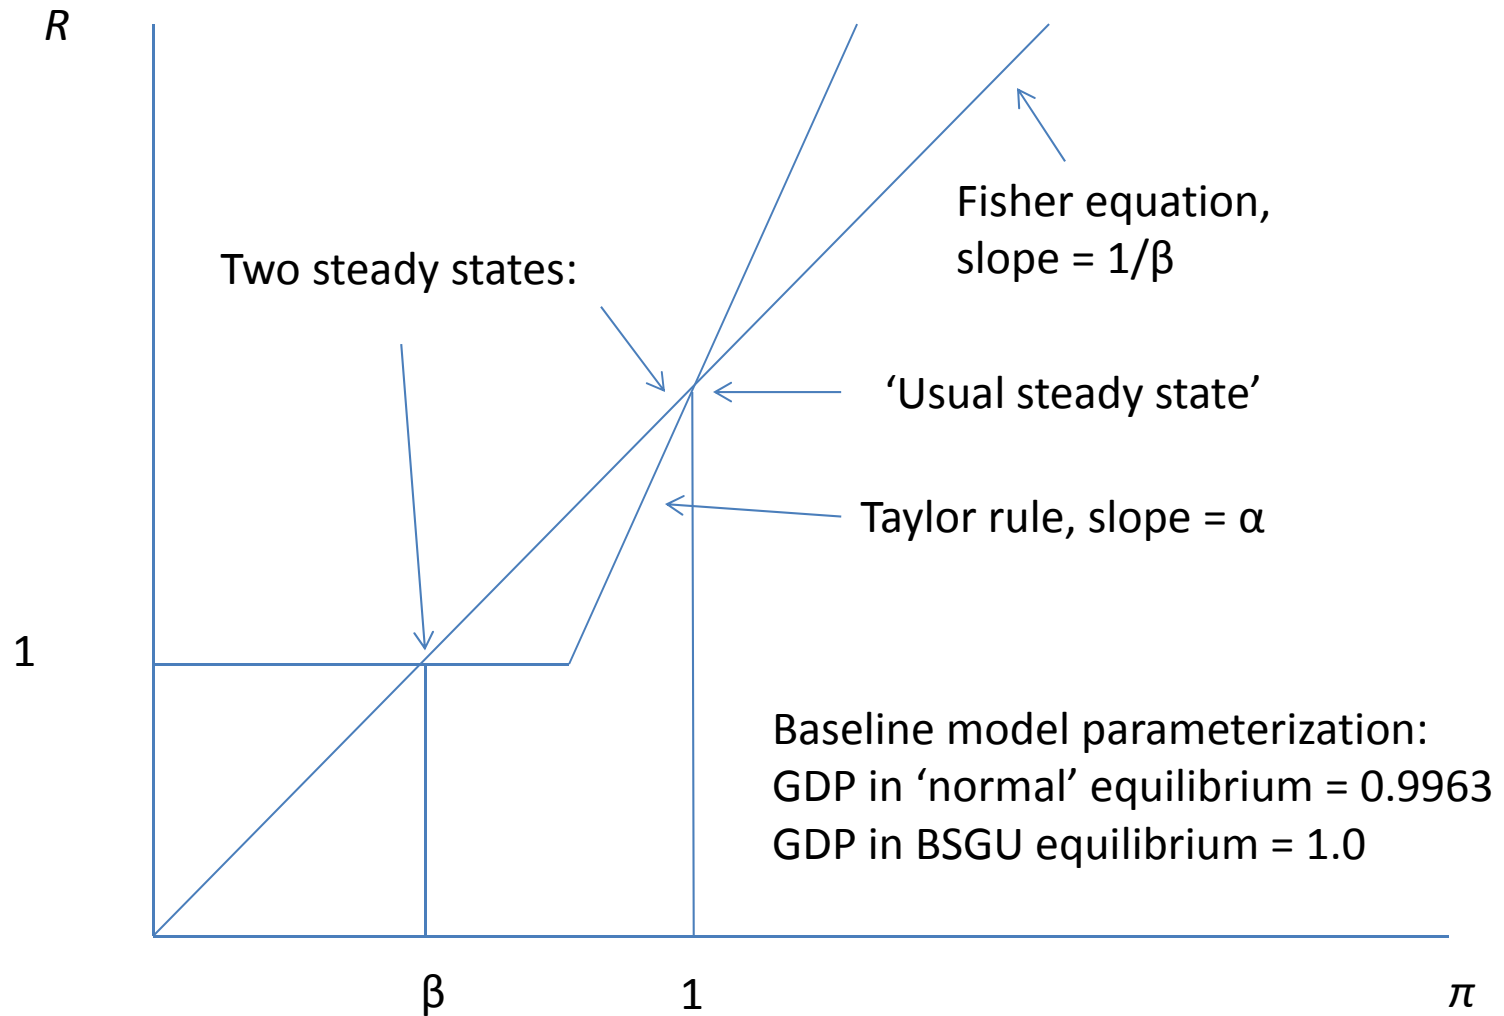 R
Fisher equation,
slope = 1/β
Two steady states:
‘Usual steady state’
Taylor rule, slope = α
1
Baseline model parameterization:
GDP in ‘normal’ equilibrium = 0.9963
GDP in BSGU equilibrium = 1.0
β
1
π